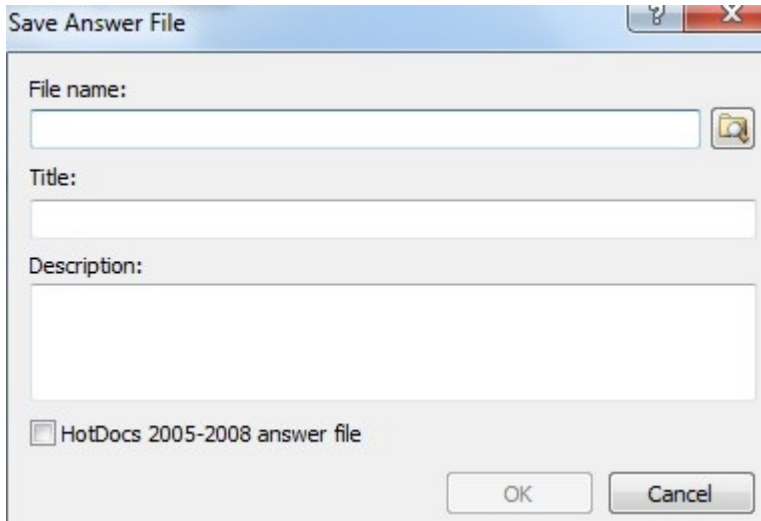 Save Answer File
File name:
Title:
Description:
HotDocs 2005-2008 answer file
OK
Cancel